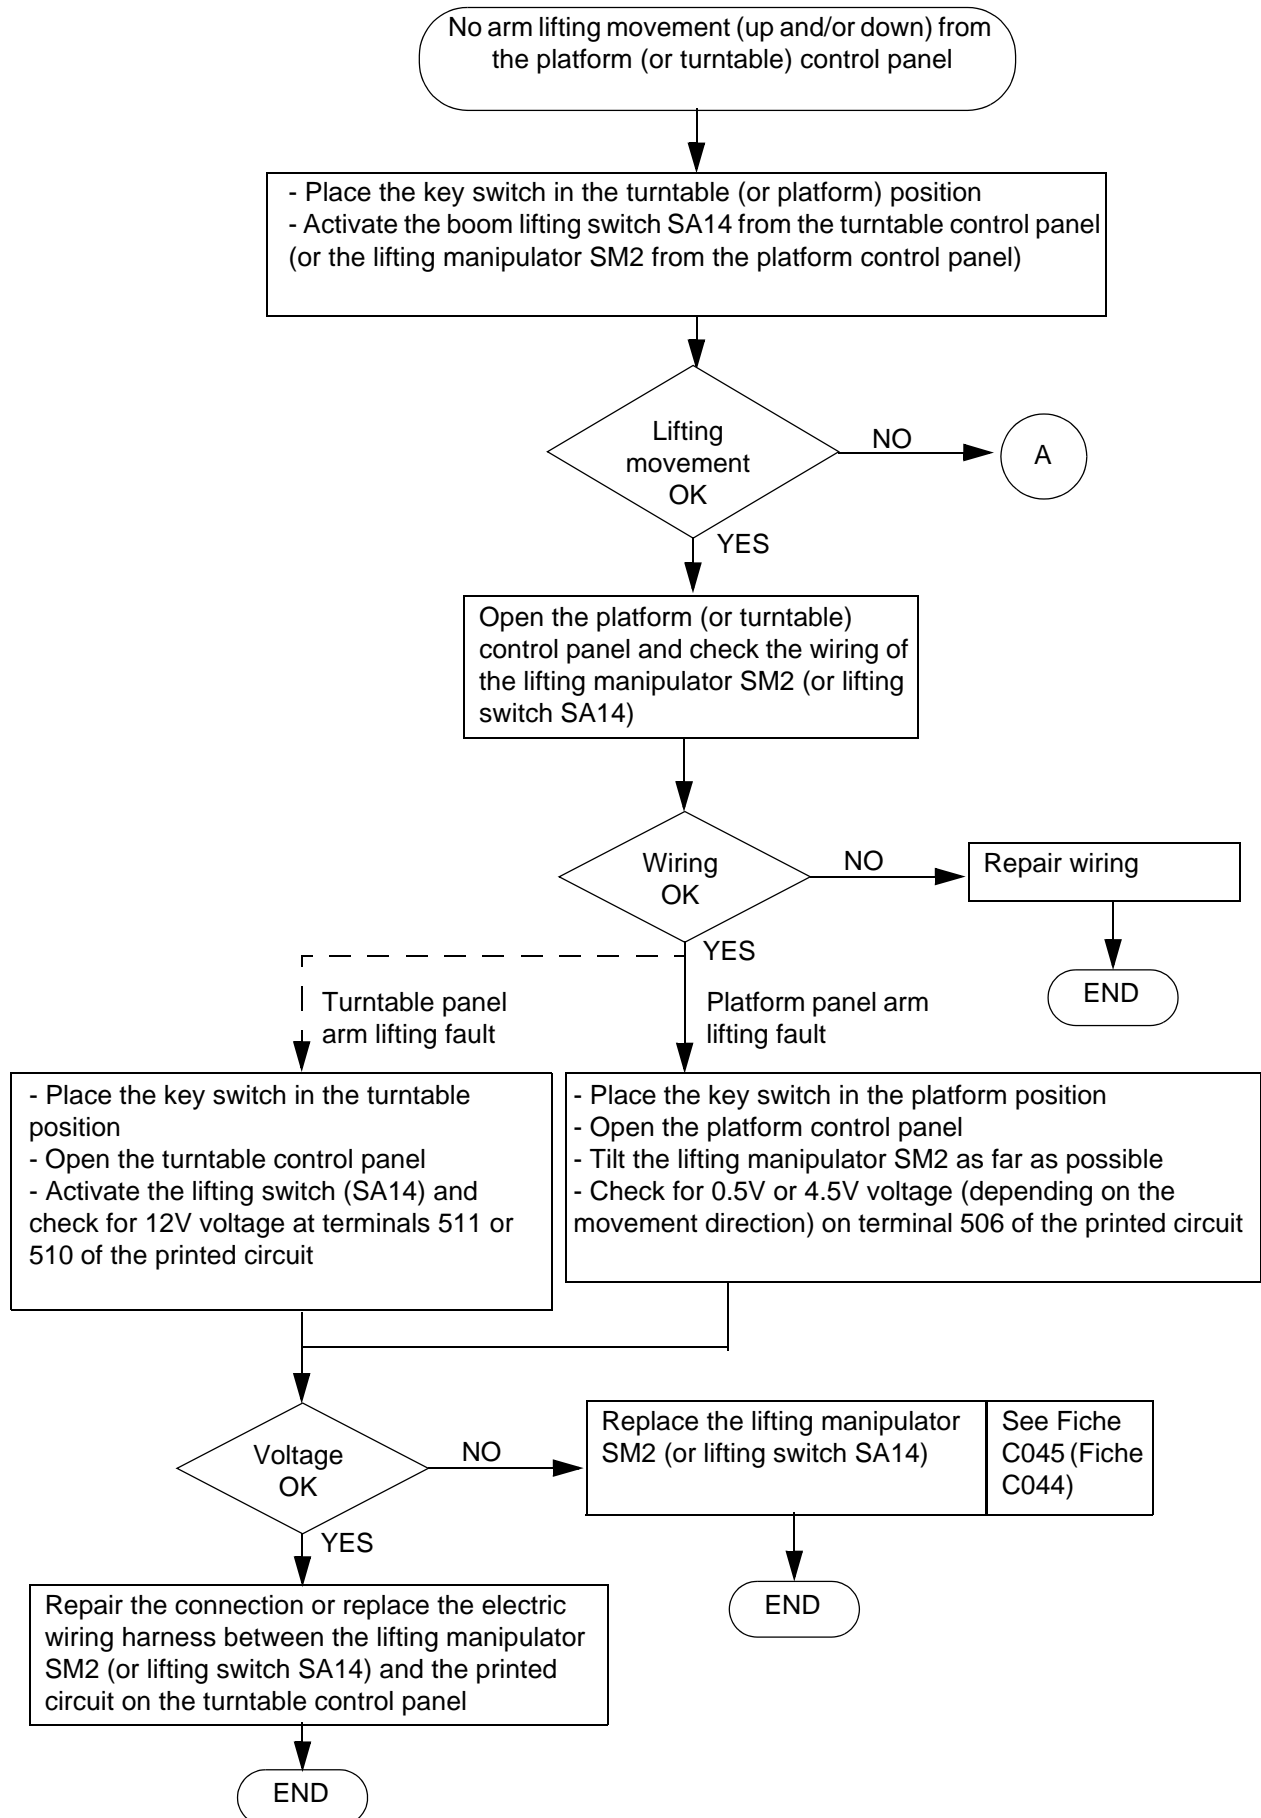 No arm lifting movement (up and/or down) from
the platform (or turntable) control panel
- Place the key switch in the turntable (or platform) position
- Activate the boom lifting switch SA14 from the turntable control panel
(or the lifting manipulator SM2 from the platform control panel)
Lifting
movement
OK
NO
A
YES
Open the platform (or turntable)
control panel and check the wiring of
the lifting manipulator SM2 (or lifting
switch SA14)
Wiring
OK
NO
Repair wiring
END
YES
Turntable panel
arm lifting fault
Platform panel arm
lifting fault
- Place the key switch in the turntable
position
- Open the turntable control panel
- Activate the lifting switch (SA14) and
check for 12V voltage at terminals 511 or
510 of the printed circuit
- Place the key switch in the platform position
- Open the platform control panel
- Tilt the lifting manipulator SM2 as far as possible
- Check for 0.5V or 4.5V voltage (depending on the
movement direction) on terminal 506 of the printed circuit
Voltage
OK
NO
Replace the lifting manipulator
SM2 (or lifting switch SA14)
See Fiche
C045 (Fiche
C044)
END
YES
Repair the connection or replace the electric
wiring harness between the lifting manipulator
SM2 (or lifting switch SA14) and the printed
circuit on the turntable control panel
END